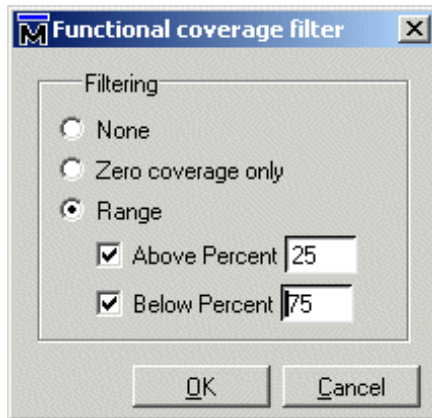 M Functional coverage filter
Filtering
None
Zero coverage only
Range
Above Percent 25
Below Percent 75
OK Cancel